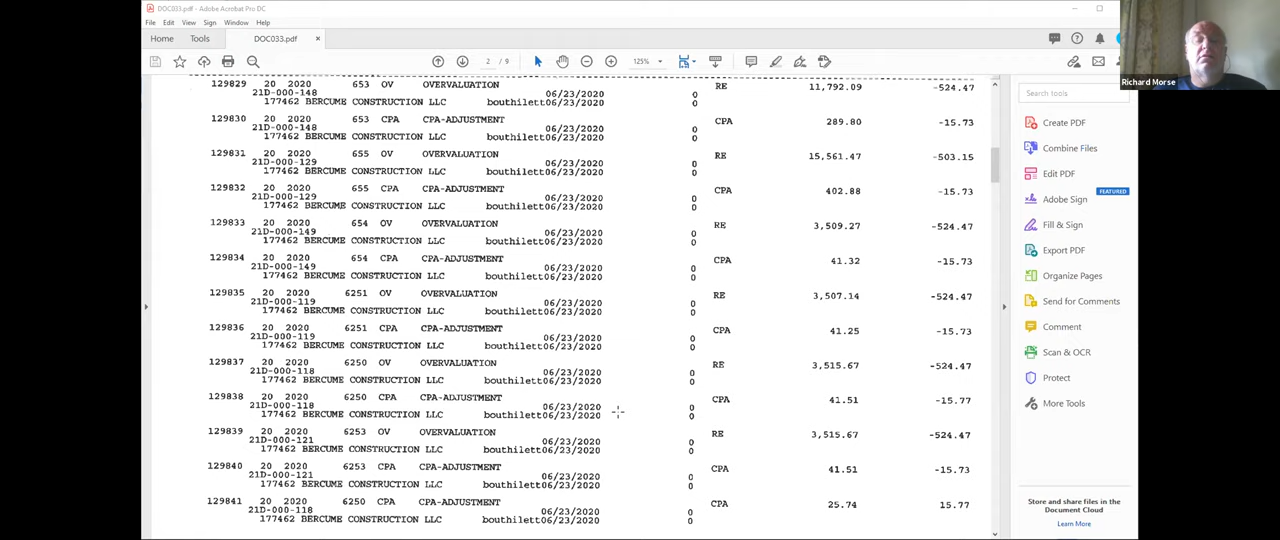 DOC033.pdf - Adobe Acrobat Pro DC
File Edit View Sign Window Help
Home Tools DOC033.pdf ×
2 / 9 125%
129829 20 2020 653 OV OVERVALUATION RE 11,792.09 -524.47
21D-000-148 06/23/2020 0
177462 BERCUME CONSTRUCTION LLC bouthilett06/23/2020 0
129830 20 2020 653 CPA CPA-ADJUSTMENT CPA 289.80 -15.73
21D-000-148 06/23/2020 0
177462 BERCUME CONSTRUCTION LLC bouthilett06/23/2020 0
129831 20 2020 655 OV OVERVALUATION RE 15,561.47 -503.15
21D-000-129 06/23/2020 0
177462 BERCUME CONSTRUCTION LLC bouthilett06/23/2020 0
129832 20 2020 655 CPA CPA-ADJUSTMENT CPA 402.88 -15.73
21D-000-129 06/23/2020 0
177462 BERCUME CONSTRUCTION LLC bouthilett06/23/2020 0
129833 20 2020 654 OV OVERVALUATION RE 3,509.27 -524.47
21D-000-149 06/23/2020 0
177462 BERCUME CONSTRUCTION LLC bouthilett06/23/2020 0
129834 20 2020 654 CPA CPA-ADJUSTMENT CPA 41.32 -15.73
21D-000-149 06/23/2020 0
177462 BERCUME CONSTRUCTION LLC bouthilett06/23/2020 0
129835 20 2020 6251 OV OVERVALUATION RE 3,507.14 -524.47
21D-000-119 06/23/2020 0
177462 BERCUME CONSTRUCTION LLC bouthilett06/23/2020 0
129836 20 2020 6251 CPA CPA-ADJUSTMENT CPA 41.25 -15.73
21D-000-119 06/23/2020 0
177462 BERCUME CONSTRUCTION LLC bouthilett06/23/2020 0
129837 20 2020 6250 OV OVERVALUATION RE 3,515.67 -524.47
21D-000-118 06/23/2020 0
177462 BERCUME CONSTRUCTION LLC bouthilett06/23/2020 0
129838 20 2020 6250 CPA CPA-ADJUSTMENT CPA 41.51 -15.77
21D-000-118 06/23/2020 0
177462 BERCUME CONSTRUCTION LLC bouthilett06/23/2020 0
129839 20 2020 6253 OV OVERVALUATION RE 3,515.67 -524.47
21D-000-121 06/23/2020 0
177462 BERCUME CONSTRUCTION LLC bouthilett06/23/2020 0
129840 20 2020 6253 CPA CPA-ADJUSTMENT CPA 41.51 -15.73
21D-000-121 06/23/2020 0
177462 BERCUME CONSTRUCTION LLC bouthilett06/23/2020 0
129841 20 2020 6250 CPA CPA-ADJUSTMENT CPA 25.74 15.77
21D-000-118 06/23/2020 0
177462 BERCUME CONSTRUCTION LLC bouthilett06/23/2020 0
Richard Morse
Search tools
Create PDF
Combine Files
Edit PDF
FEATURED
Adobe Sign
Fill & Sign
Export PDF
Organize Pages
Send for Comments
Comment
Scan & OCR
Protect
More Tools
Store and share files in the
Document Cloud
Learn More